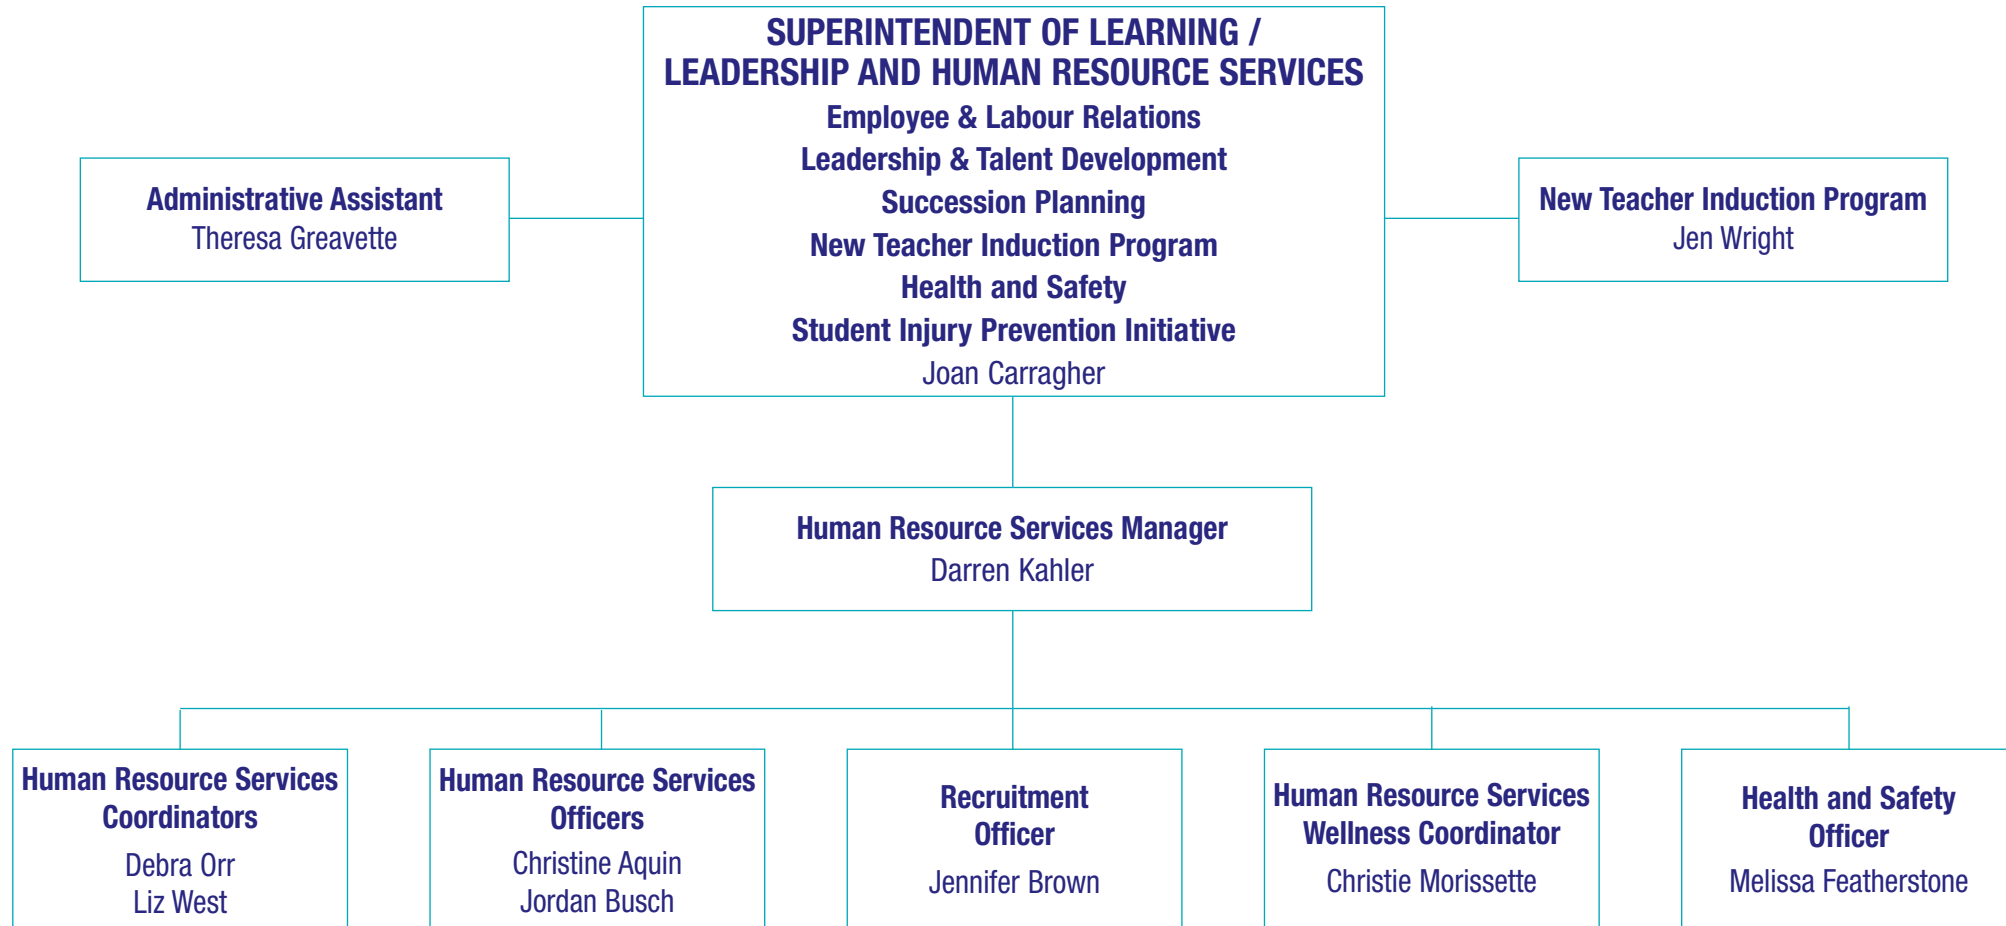 SUPERINTENDENT OF LEARNING /
LEADERSHIP AND HUMAN RESOURCE SERVICES
Employee & Labour Relations
Leadership & Talent Development
Succession Planning
New Teacher Induction Program
Health and Safety
Student Injury Prevention Initiative
Joan Carragher
Administrative Assistant
Theresa Greavette
New Teacher Induction Program
Jen Wright
Human Resource Services Manager
Darren Kahler
Human Resource Services
Coordinators
Debra Orr
Liz West
Human Resource Services
Officers
Christine Aquin
Jordan Busch
Recruitment
Officer
Jennifer Brown
Human Resource Services
Wellness Coordinator
Christie Morissette
Health and Safety
Officer
Melissa Featherstone